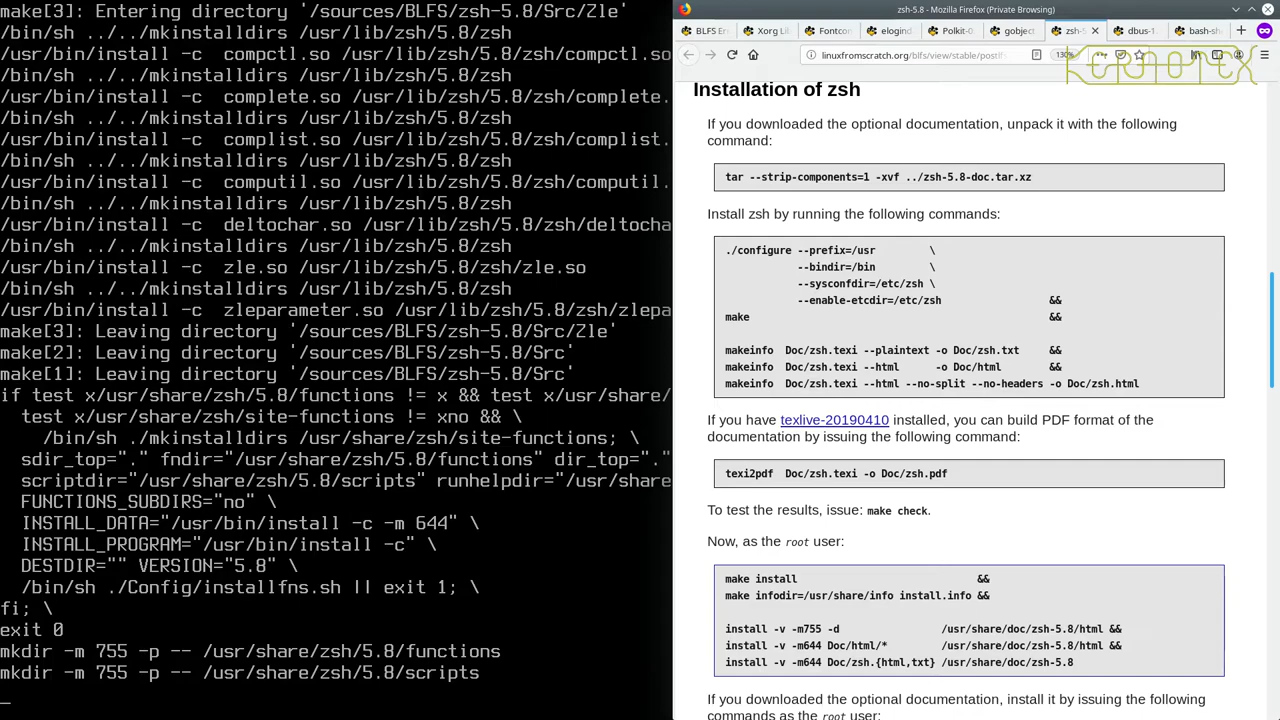 make[3]: Entering directory '/sources/BLFS/zsh-5.8/Src/Zle'
/bin/sh ../../mkinstalldirs /usr/lib/zsh/5.8/zsh
/usr/bin/install -c  compctl.so /usr/lib/zsh/5.8/zsh/compctl.
/bin/sh ../../mkinstalldirs /usr/lib/zsh/5.8/zsh
/usr/bin/install -c  complete.so /usr/lib/zsh/5.8/zsh/complete.
/bin/sh ../../mkinstalldirs /usr/lib/zsh/5.8/zsh
/usr/bin/install -c  complist.so /usr/lib/zsh/5.8/zsh/complist.
/bin/sh ../../mkinstalldirs /usr/lib/zsh/5.8/zsh
/usr/bin/install -c  computil.so /usr/lib/zsh/5.8/zsh/computil.
/bin/sh ../../mkinstalldirs /usr/lib/zsh/5.8/zsh
/usr/bin/install -c  deltochar.so /usr/lib/zsh/5.8/zsh/deltocha
/bin/sh ../../mkinstalldirs /usr/lib/zsh/5.8/zsh
/usr/bin/install -c  zle.so /usr/lib/zsh/5.8/zsh/zle.so
/bin/sh ../../mkinstalldirs /usr/lib/zsh/5.8/zsh
/usr/bin/install -c  zleparameter.so /usr/lib/zsh/5.8/zsh/zlepa
make[3]: Leaving directory '/sources/BLFS/zsh-5.8/Src/Zle'
make[2]: Leaving directory '/sources/BLFS/zsh-5.8/Src'
make[1]: Leaving directory '/sources/BLFS/zsh-5.8/Src'
if test x/usr/share/zsh/5.8/functions != x && test x/usr/share/
  test x/usr/share/zsh/site-functions != xno && \
    /bin/sh ./mkinstalldirs /usr/share/zsh/site-functions; \
  sdir_top="." fndir="/usr/share/zsh/5.8/functions" dir_top="."
  scriptdir="/usr/share/zsh/5.8/scripts" runhelpdir="/usr/share
  FUNCTIONS_SUBDIRS="no" \
  INSTALL_DATA="/usr/bin/install -c -m 644" \
  INSTALL_PROGRAM="/usr/bin/install -c" \
  DESTDIR="" VERSION="5.8" \
  /bin/sh ./Config/installfns.sh || exit 1; \
fi; \
exit 0
mkdir -m 755 -p -- /usr/share/zsh/5.8/functions
mkdir -m 755 -p -- /usr/share/zsh/5.8/scripts
_
zsh-5.8 - Mozilla Firefox (Private Browsing)
BLFS En
Xorg Lib
Fontcon
elogind
Polkit-0
gobject
zsh-5
dbus-1.
bash-sh
linuxfromscratch.org/blfs/view/stable/postlf
130%
Installation of zsh
If you downloaded the optional documentation, unpack it with the following
command:
tar --strip-components=1 -xvf ../zsh-5.8-doc.tar.xz
Install zsh by running the following commands:
./configure --prefix=/usr        \
            --bindir=/bin        \
            --sysconfdir=/etc/zsh \
            --enable-etcdir=/etc/zsh                  &&
make                                                  &&
makeinfo  Doc/zsh.texi --plaintext -o Doc/zsh.txt     &&
makeinfo  Doc/zsh.texi --html      -o Doc/html        &&
makeinfo  Doc/zsh.texi --html --no-split --no-headers -o Doc/zsh.html
If you have texlive-20190410 installed, you can build PDF format of the
documentation by issuing the following command:
texi2pdf  Doc/zsh.texi -o Doc/zsh.pdf
To test the results, issue: make check.
Now, as the root user:
make install                              &&
make infodir=/usr/share/info install.info &&
install -v -m755 -d                 /usr/share/doc/zsh-5.8/html &&
install -v -m644 Doc/html/*         /usr/share/doc/zsh-5.8/html &&
install -v -m644 Doc/zsh.{html,txt} /usr/share/doc/zsh-5.8
If you downloaded the optional documentation, install it by issuing the following
commands as the root user: